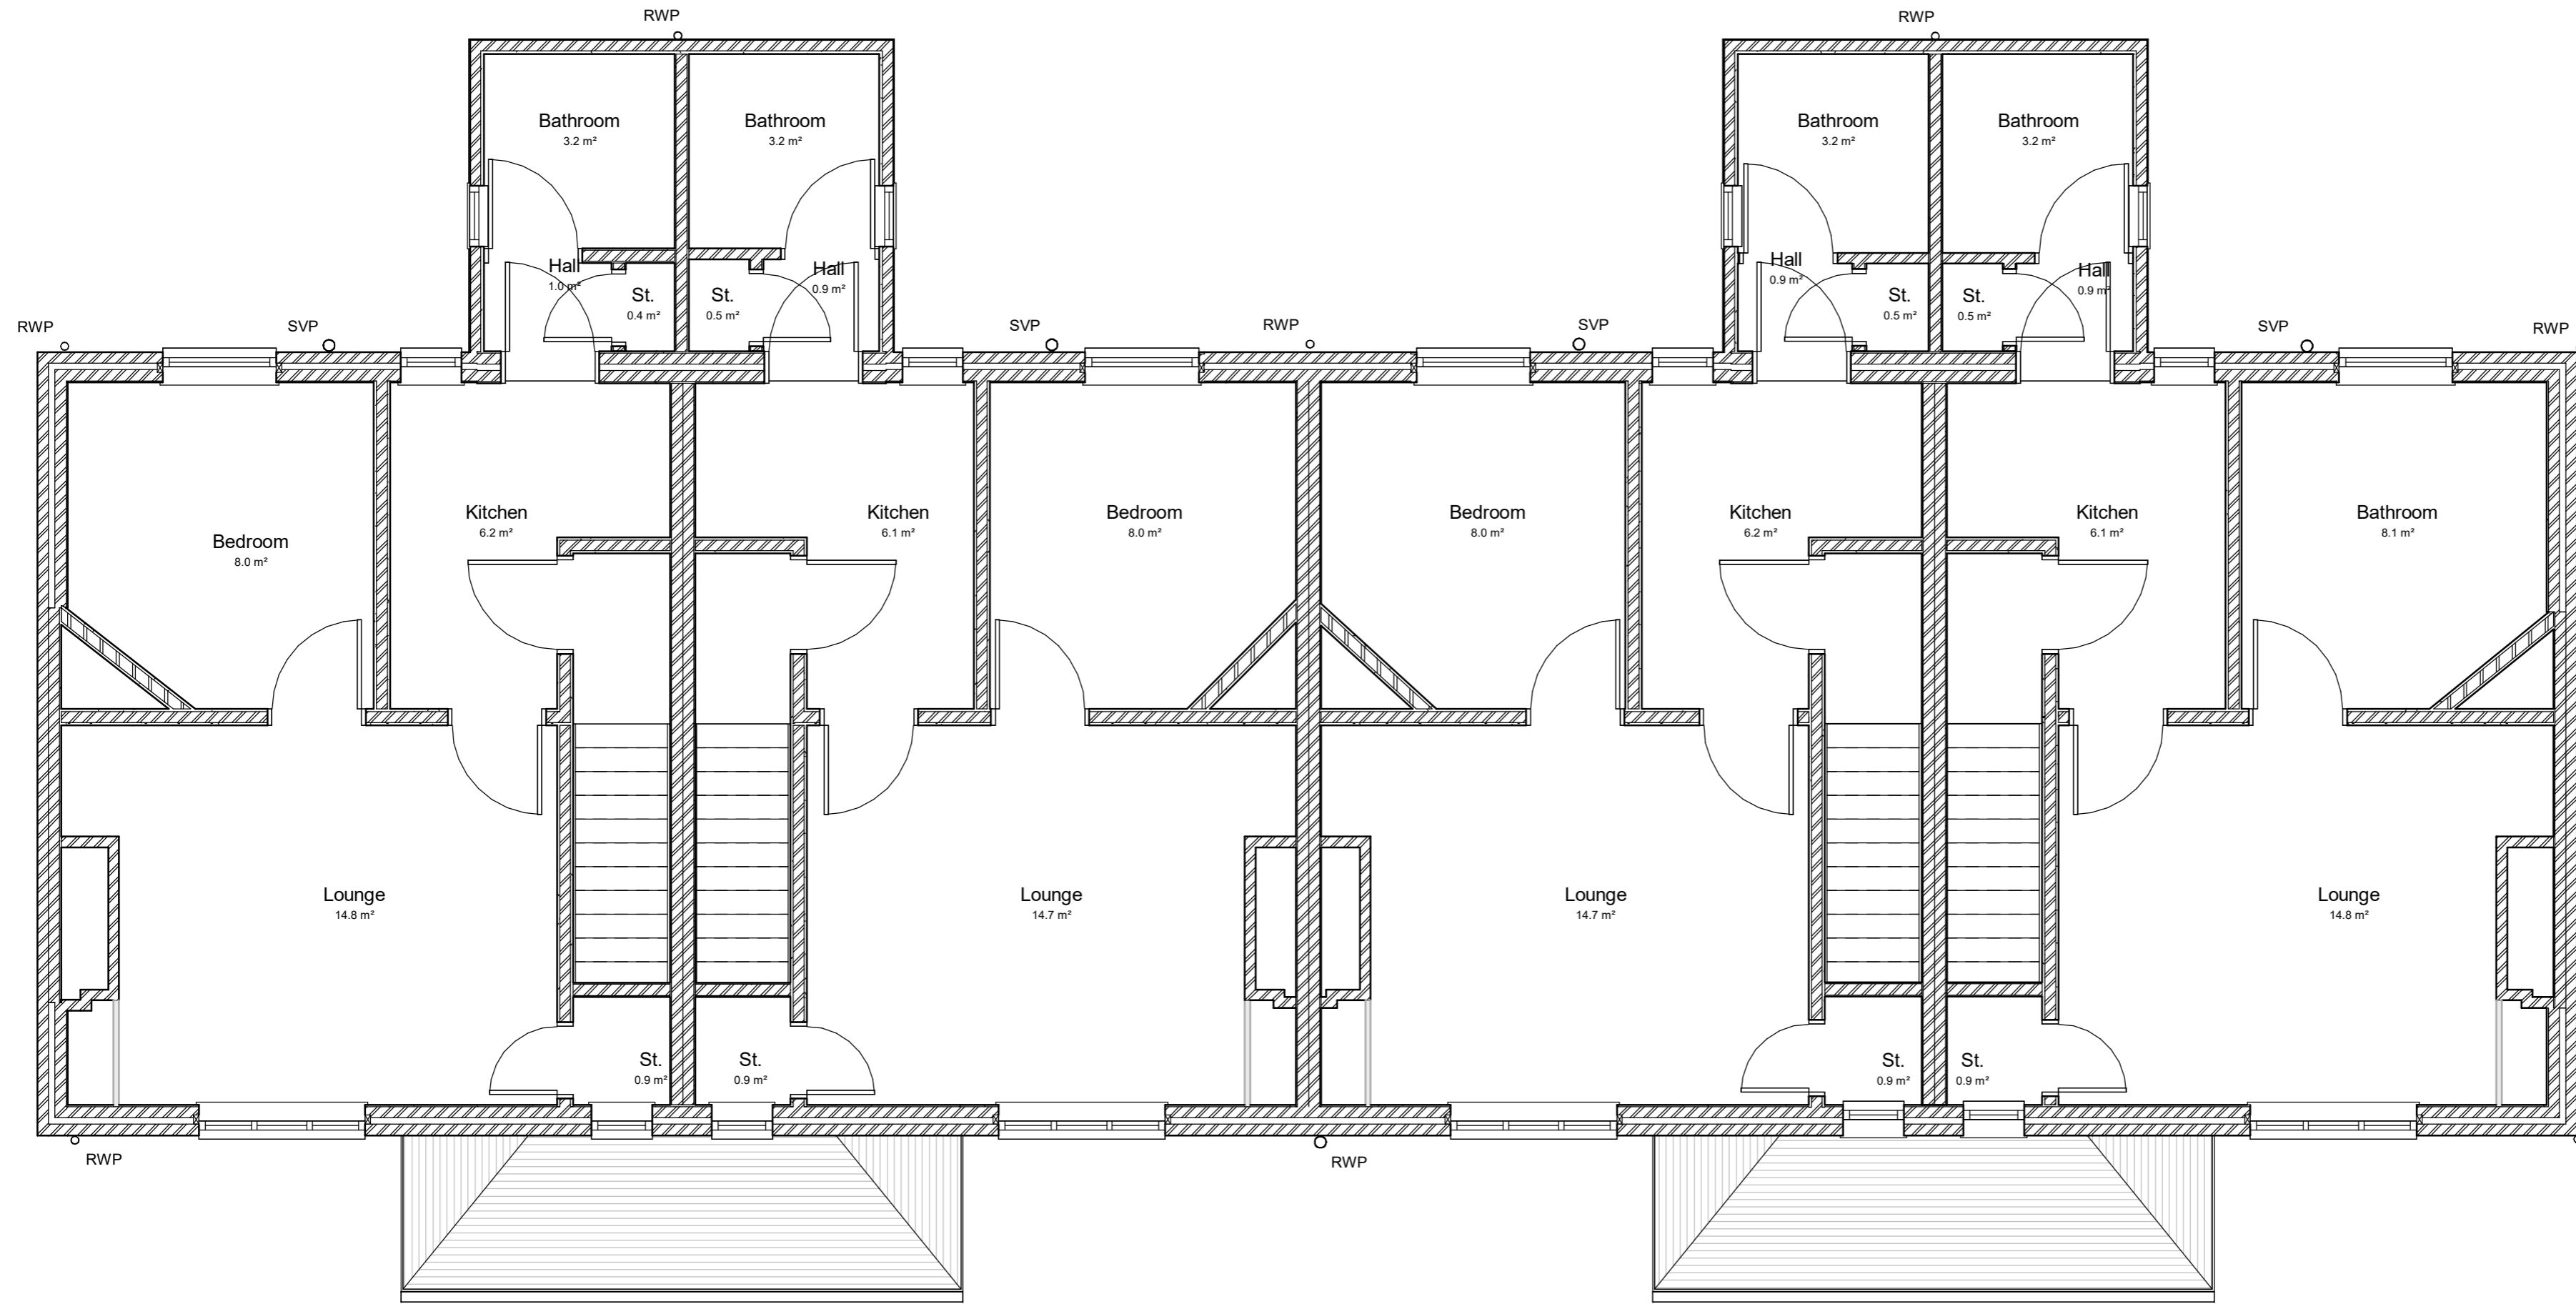 RWP
RWP
Bathroom
3.2 m²
Bathroom
3.2 m²
Bathroom
3.2 m²
Bathroom
3.2 m²
Hall
1.0 m²
Hall
0.9 m²
Hall
0.9 m²
Hall
0.9 m²
St.
0.4 m²
St.
0.5 m²
St.
0.5 m²
St.
0.5 m²
RWP
SVP
SVP
RWP
SVP
SVP
RWP
Bedroom
8.0 m²
Kitchen
6.2 m²
Kitchen
6.1 m²
Bedroom
8.0 m²
Bedroom
8.0 m²
Kitchen
6.2 m²
Kitchen
6.1 m²
Bathroom
8.1 m²
Lounge
14.8 m²
Lounge
14.7 m²
Lounge
14.7 m²
Lounge
14.8 m²
St.
0.9 m²
St.
0.9 m²
St.
0.9 m²
St.
0.9 m²
RWP
RWP